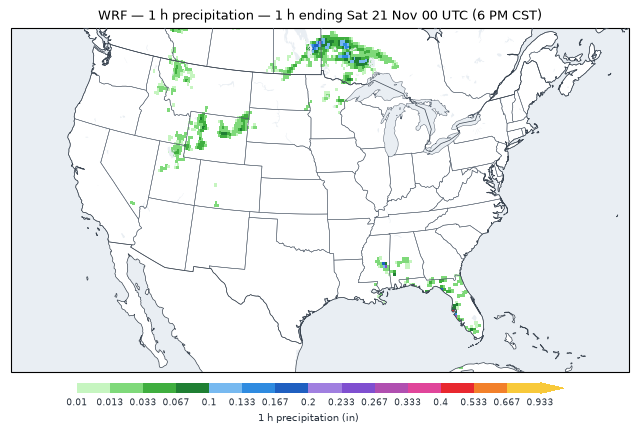 WRF — 1 h precipitation — 1 h ending Sat 21 Nov 00 UTC (6 PM CST)
0.01 0.013 0.033 0.067 0.1 0.133 0.167 0.2 0.233 0.267 0.333 0.4 0.533 0.667 0.933
1 h precipitation (in)